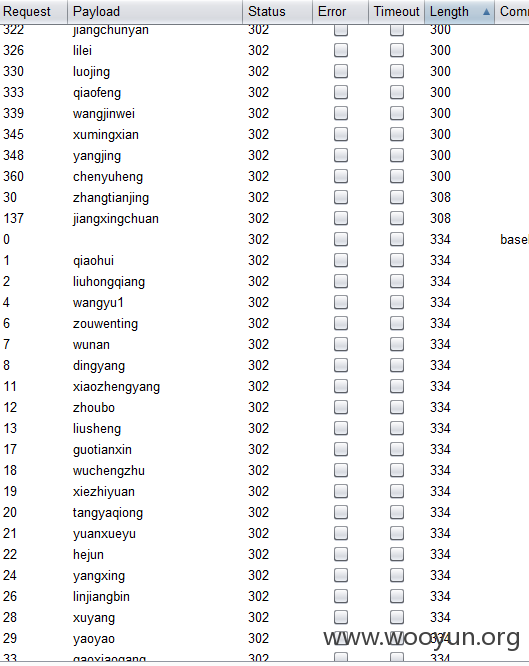 Request Payload Status Error Timeout Length Com
322 jiangchunyan 302 300
326 lilei 302 300
330 luojing 302 300
333 qiaofeng 302 300
339 wangjinwei 302 300
345 xumingxian 302 300
348 yangjing 302 300
360 chenyuheng 302 300
30 zhangtianjing 302 308
137 jiangxingchuan 302 308
0 302 334 basel
1 qiaohui 302 334
2 liuhongqiang 302 334
4 wangyu1 302 334
6 zouwenting 302 334
7 wunan 302 334
8 dingyang 302 334
11 xiaozhengyang 302 334
12 zhoubo 302 334
13 liusheng 302 334
17 guotianxin 302 334
18 wuchengzhu 302 334
19 xiezhiyuan 302 334
20 tangyaqiong 302 334
21 yuanxueyu 302 334
22 hejun 302 334
24 yangxing 302 334
26 linjiangbin 302 334
28 xuyang 302 334
29 yaoyao 302 334
www.wooyun.org
33 gaoxiaogang 302 334